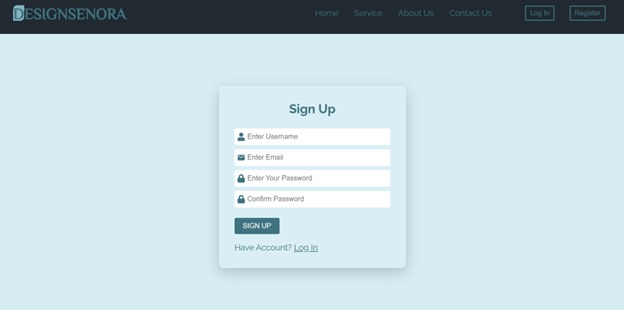 DESIGNSENORA
Home Service About Us Contact Us Log In Register
Sign Up
Enter Username
Enter Email
Enter Your Password
Confirm Password
SIGN UP
Have Account? Log In